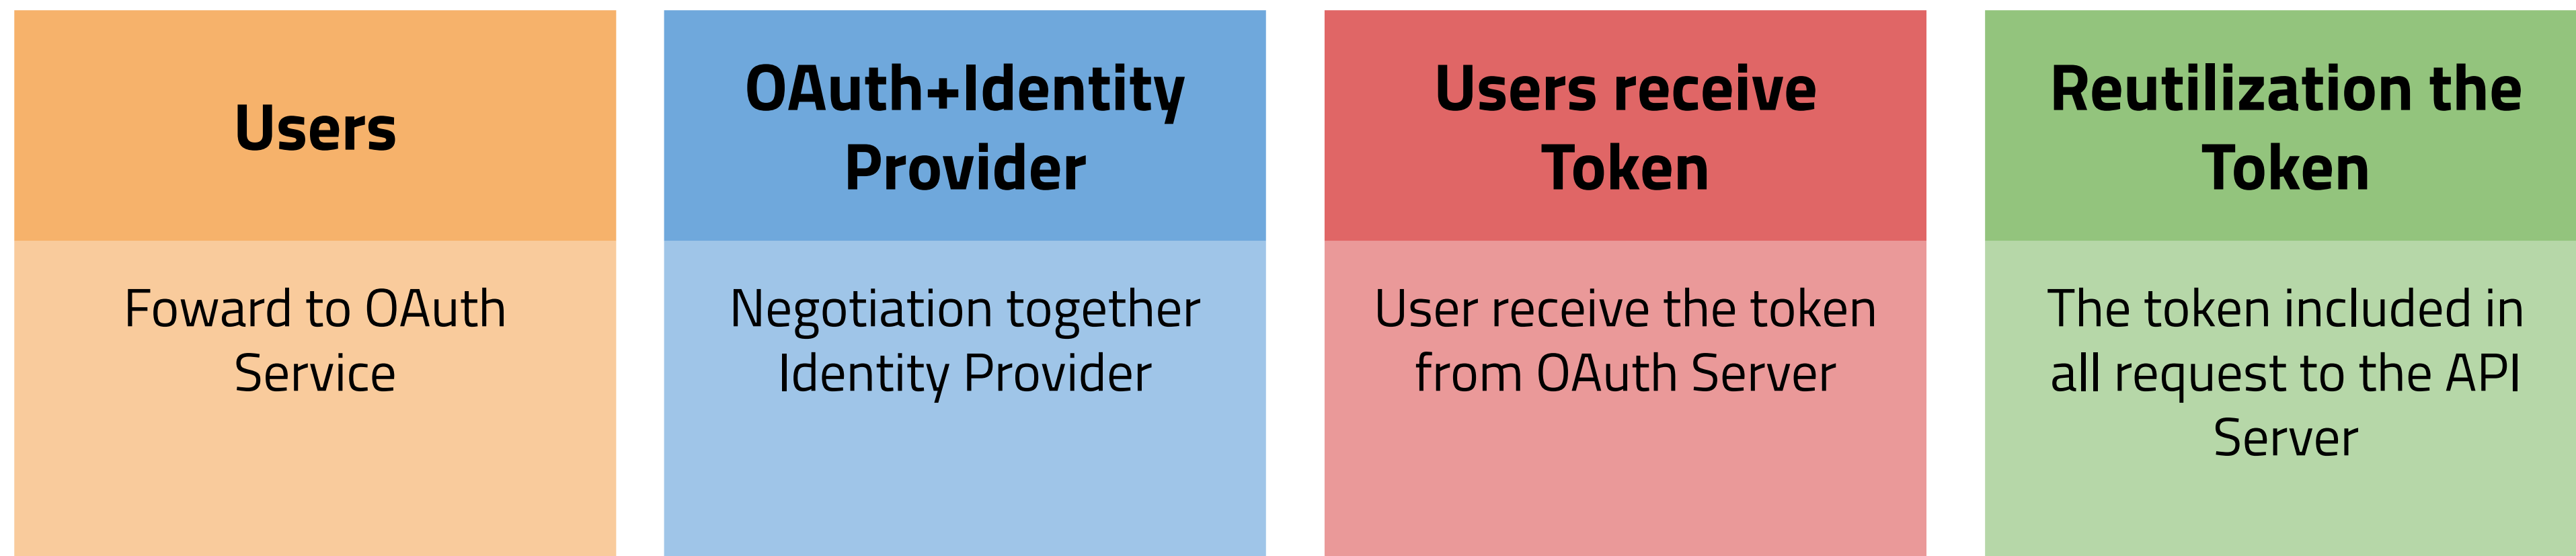 Users
Foward to OAuth
Service
OAuth+Identity
Provider
Negotiation together
Identity Provider
Users receive
Token
User receive the token
from OAuth Server
Reutilization the
Token
The token included in
all request to the API
Server